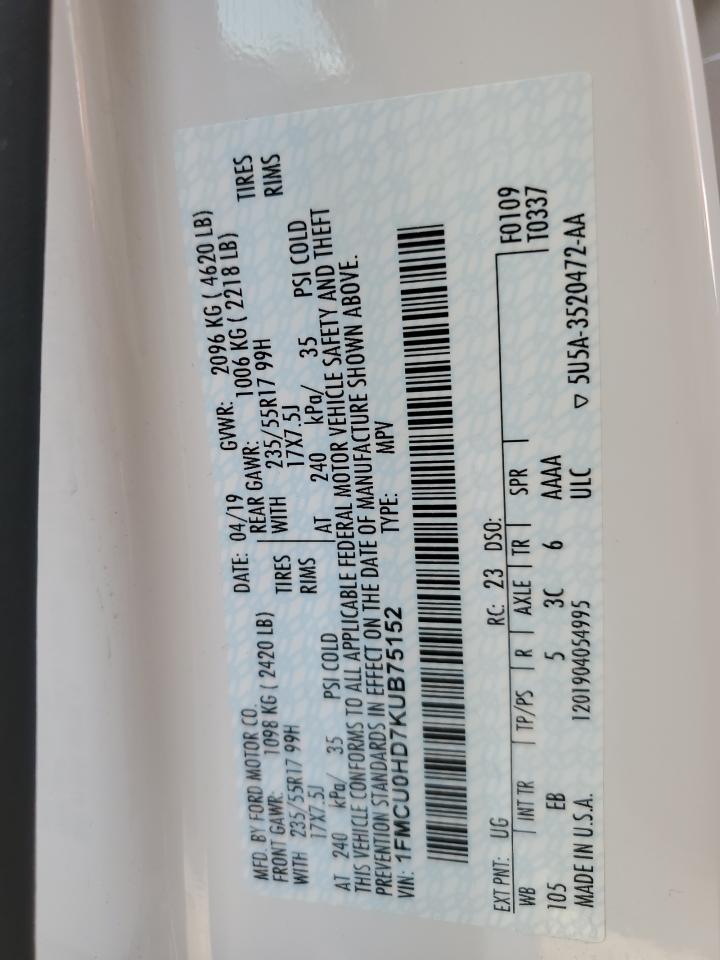 MFD. BY FORD MOTOR CO.
DATE: 04/19 GVWR: 2096 KG ( 4620 LB)
FRONT GAWR: 1098 KG ( 2420 LB)
REAR GAWR: 1006 KG ( 2218 LB)
WITH 235/55R17 99H TIRES WITH 235/55R17 99H TIRES
17X7.5J RIMS 17X7.5J RIMS
AT 240 kPa/ 35 PSI COLD AT 240 kPa/ 35 PSI COLD
THIS VEHICLE CONFORMS TO ALL APPLICABLE FEDERAL MOTOR VEHICLE SAFETY AND THEFT
PREVENTION STANDARDS IN EFFECT ON THE DATE OF MANUFACTURE SHOWN ABOVE.
VIN: 1FMCU0HD7KUB75152 TYPE: MPV
F0109
EXT PNT: UG RC: 23 DSO: T0337
WB INT TR TP/PS R AXLE TR SPR
105 EB 5 3C 6 AAAA
MADE IN U.S.A. 1201904054995 ULC ▽ 5U5A-3520472-AA